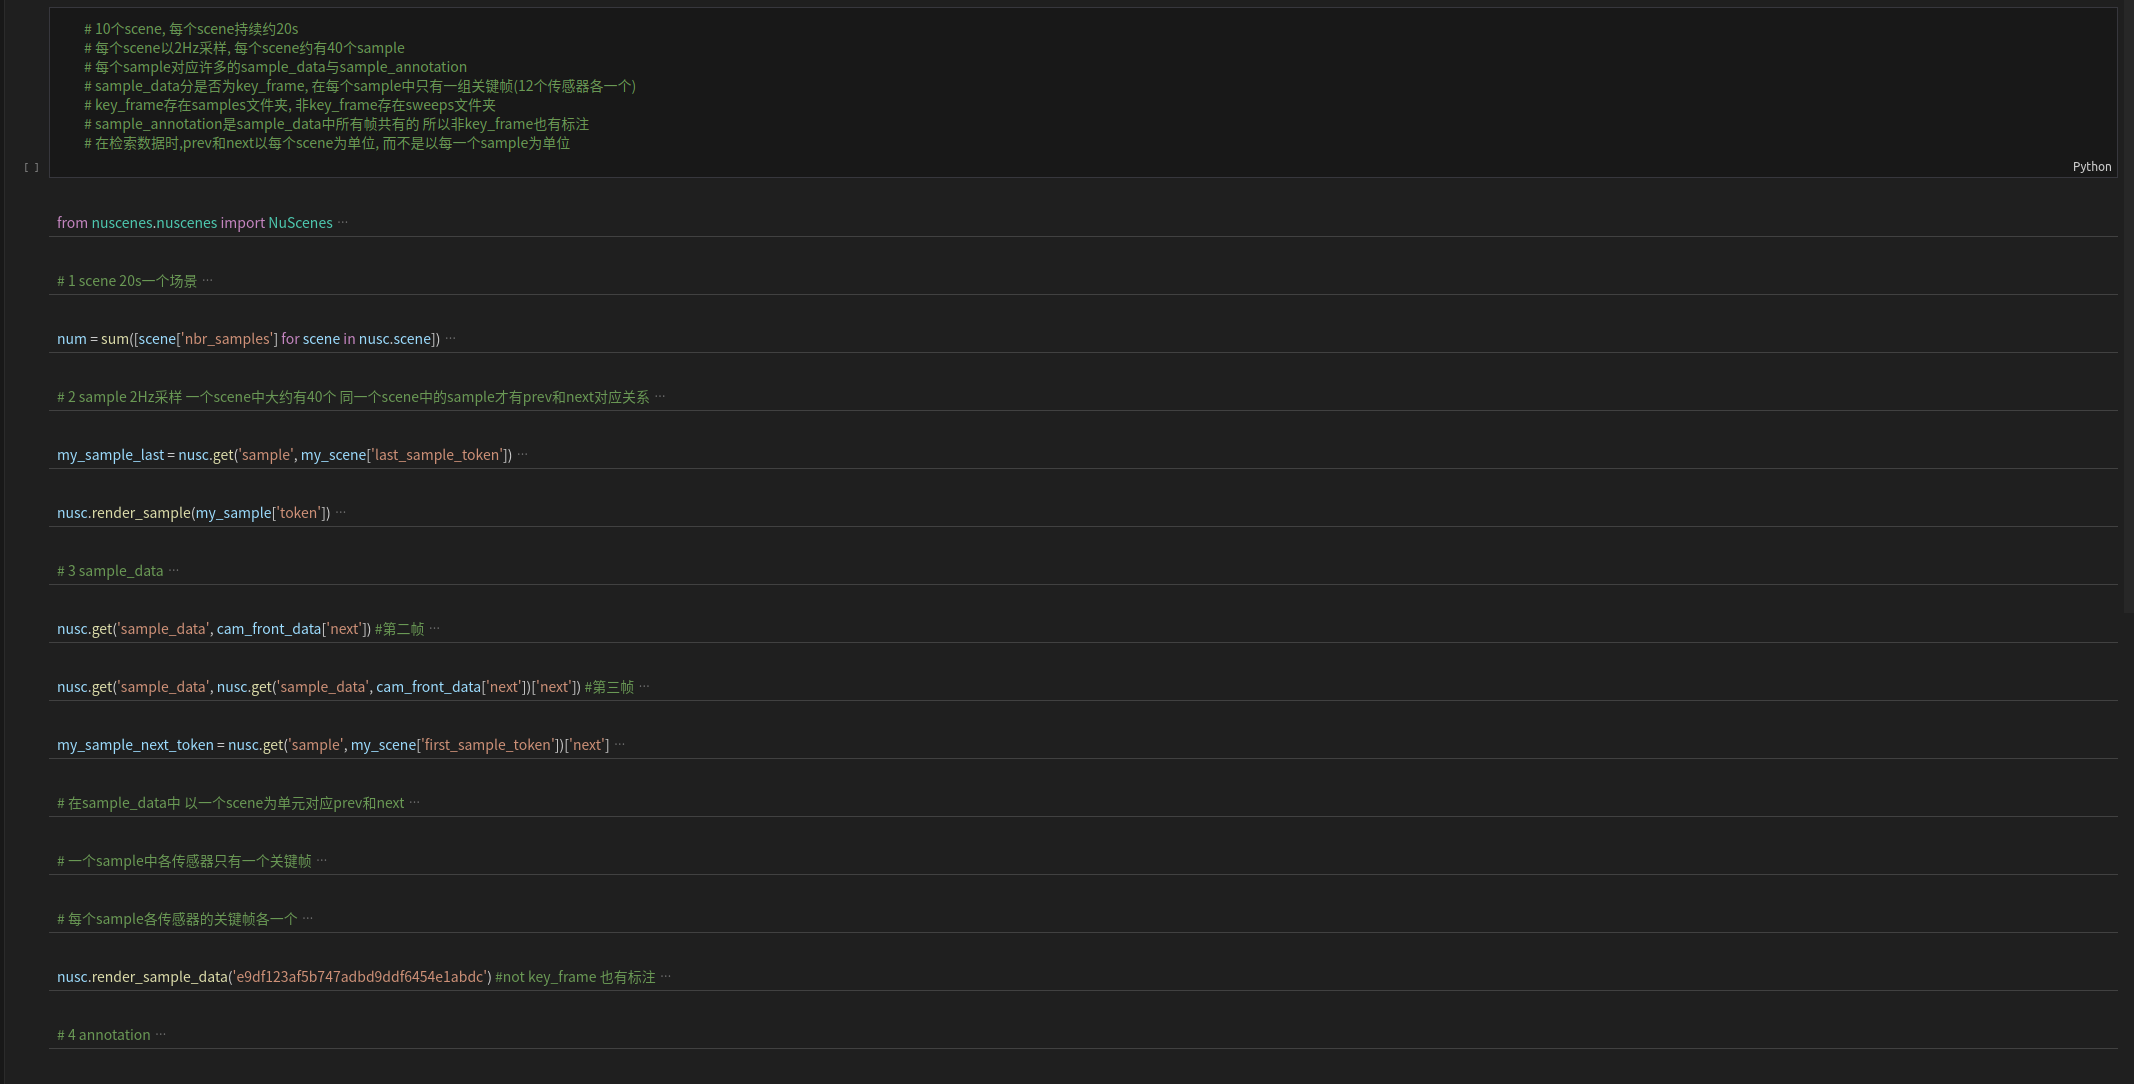 # 10个scene, 每个scene持续约20s
# 每个scene以2Hz采样, 每个scene约有40个sample
# 每个sample对应许多的sample_data与sample_annotation
# sample_data分是否为key_frame, 在每个sample中只有一组关键帧(12个传感器各一个)
# key_frame存在samples文件夹, 非key_frame存在sweeps文件夹
# sample_annotation是sample_data中所有帧共有的 所以非key_frame也有标注
# 在检索数据时,prev和next以每个scene为单位, 而不是以每一个sample为单位
[ ]
Python
from nuscenes.nuscenes import NuScenes ···
# 1 scene 20s一个场景 ···
num = sum([scene['nbr_samples'] for scene in nusc.scene]) ···
# 2 sample 2Hz采样 一个scene中大约有40个 同一个scene中的sample才有prev和next对应关系 ···
my_sample_last = nusc.get('sample', my_scene['last_sample_token']) ···
nusc.render_sample(my_sample['token']) ···
# 3 sample_data ···
nusc.get('sample_data', cam_front_data['next']) #第二帧 ···
nusc.get('sample_data', nusc.get('sample_data', cam_front_data['next'])['next']) #第三帧 ···
my_sample_next_token = nusc.get('sample', my_scene['first_sample_token'])['next'] ···
# 在sample_data中 以一个scene为单元对应prev和next ···
# 一个sample中各传感器只有一个关键帧 ···
# 每个sample各传感器的关键帧各一个 ···
nusc.render_sample_data('e9df123af5b747adbd9ddf6454e1abdc') #not key_frame 也有标注 ···
# 4 annotation ···